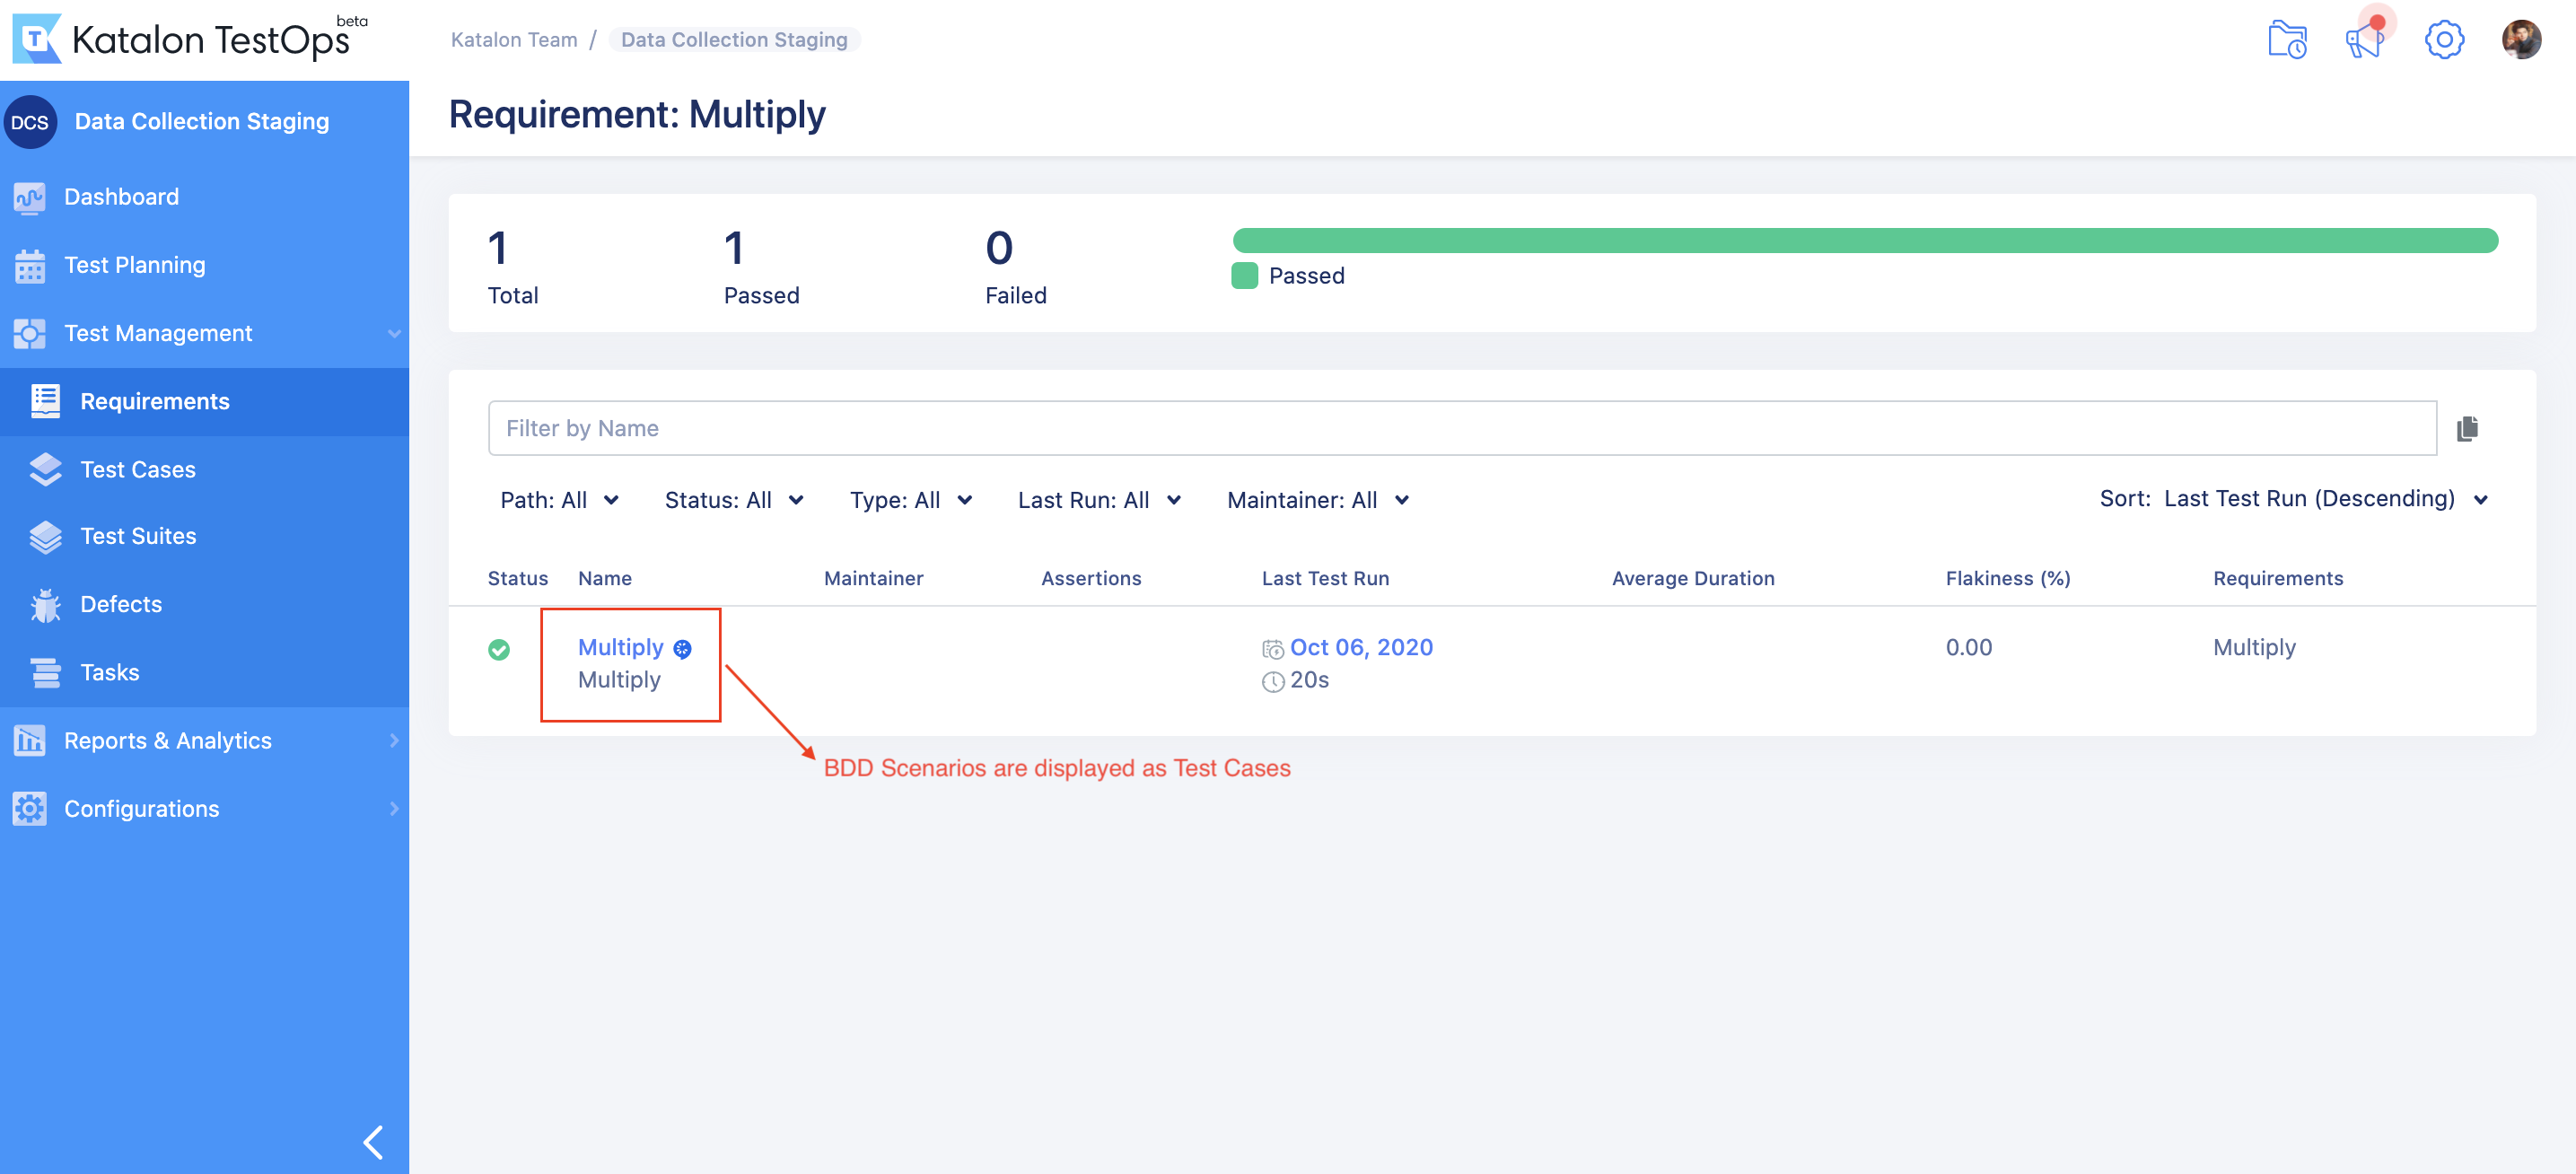 Katalon TestOps beta
Katalon Team / Data Collection Staging
DCS Data Collection Staging
Requirement: Multiply
Dashboard
Test Planning
Test Management
Requirements
Test Cases
Test Suites
Defects
Tasks
Reports & Analytics
Configurations
1 1 0
Total Passed Failed
Passed
Filter by Name
Path: All Status: All Type: All Last Run: All Maintainer: All Sort: Last Test Run (Descending)
Status Name Maintainer Assertions Last Test Run Average Duration Flakiness (%) Requirements
Multiply Oct 06, 2020 0.00 Multiply
Multiply 20s
BDD Scenarios are displayed as Test Cases